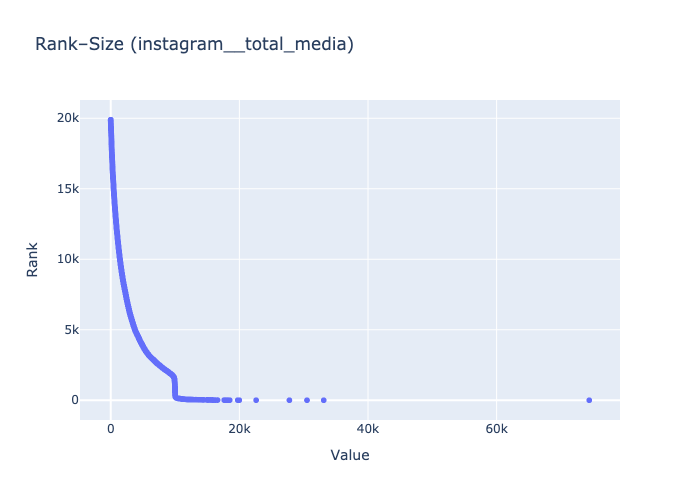 Rank−Size (instagram__total_media)
20k
15k
10k
5k
0
Rank
0 20k 40k 60k
Value